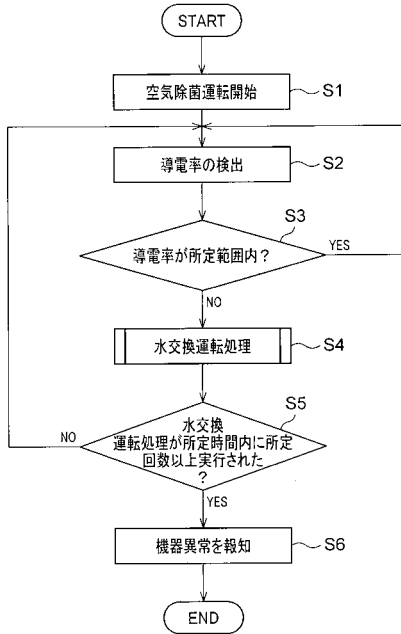 START
空気除菌運転開始
S1
導電率の検出
S2
S3
導電率が所定範囲内？
YES
NO
水交換運転処理
S4
S5
水交換
運転処理が所定時間内に所定
回数以上実行された
？
NO
YES
機器異常を報知
S6
END